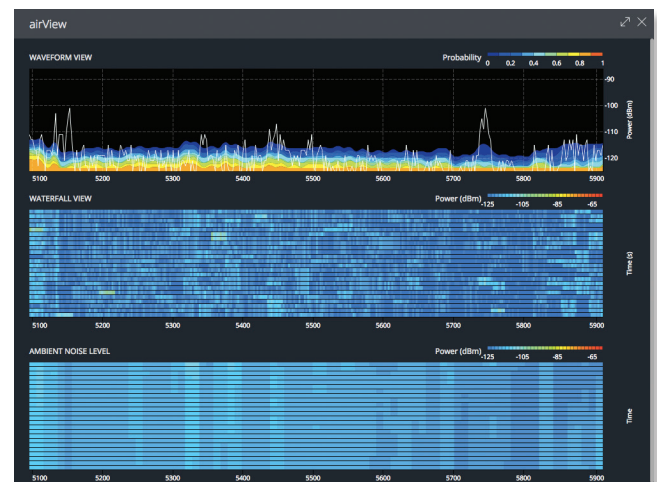 airView
WAVEFORM VIEW
Probability 0 0.2 0.4 0.6 0.8 1
-90
-100
-110
-120
Power (dBm)
5100 5200 5300 5400 5500 5600 5700 5800 5900
WATERFALL VIEW
Power (dBm) -125 -105 -85 -65
Time (s)
5100 5200 5300 5400 5500 5600 5700 5800 5900
AMBIENT NOISE LEVEL
Power (dBm) -125 -105 -85 -65
Time
5100 5200 5300 5400 5500 5600 5700 5800 5900